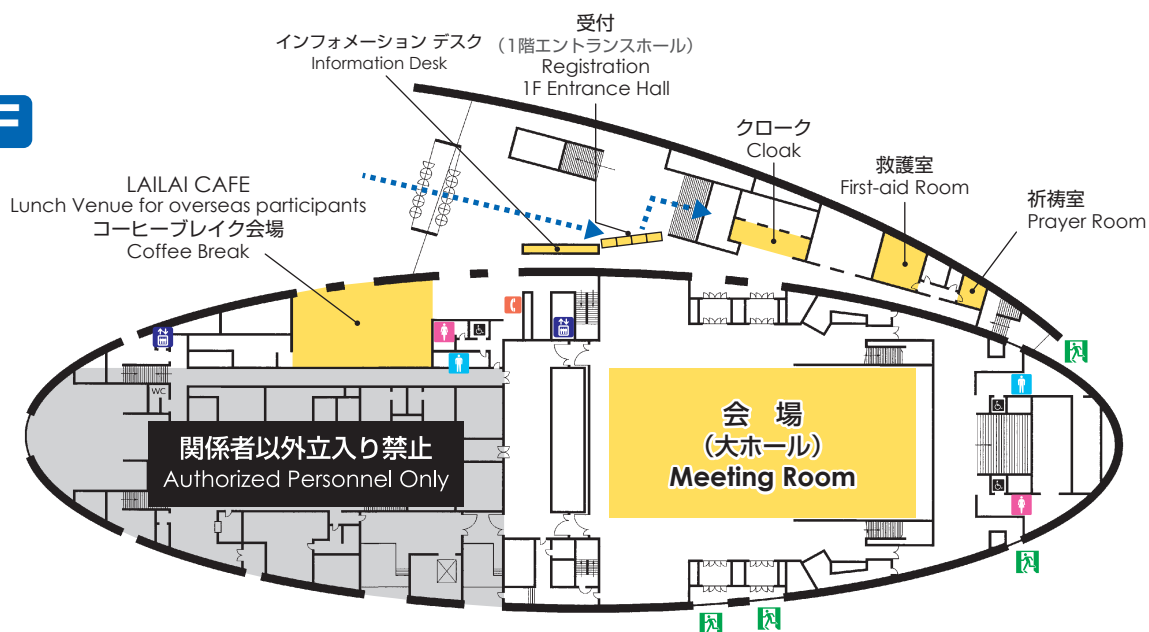 受付
インフォメーション デスク
（1階エントランスホール）
Information Desk
Registration
1F Entrance Hall
F
クローク
Cloak
救護室
First-aid Room
祈祷室
Prayer Room
LAILAI CAFE
Lunch Venue for overseas participants
コーヒーブレイク会場
Coffee Break
WC
関係者以外立入り禁止
Authorized Personnel Only
会　場
（大ホール）
Meeting Room